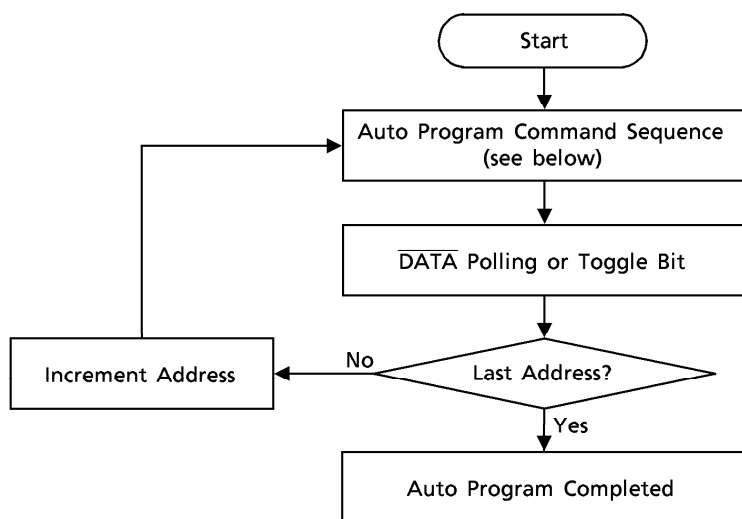 Start
Auto Program Command Sequence
(see below)
D̅A̅T̅A̅ Polling or Toggle Bit
Last Address?
No
Increment Address
Yes
Auto Program Completed